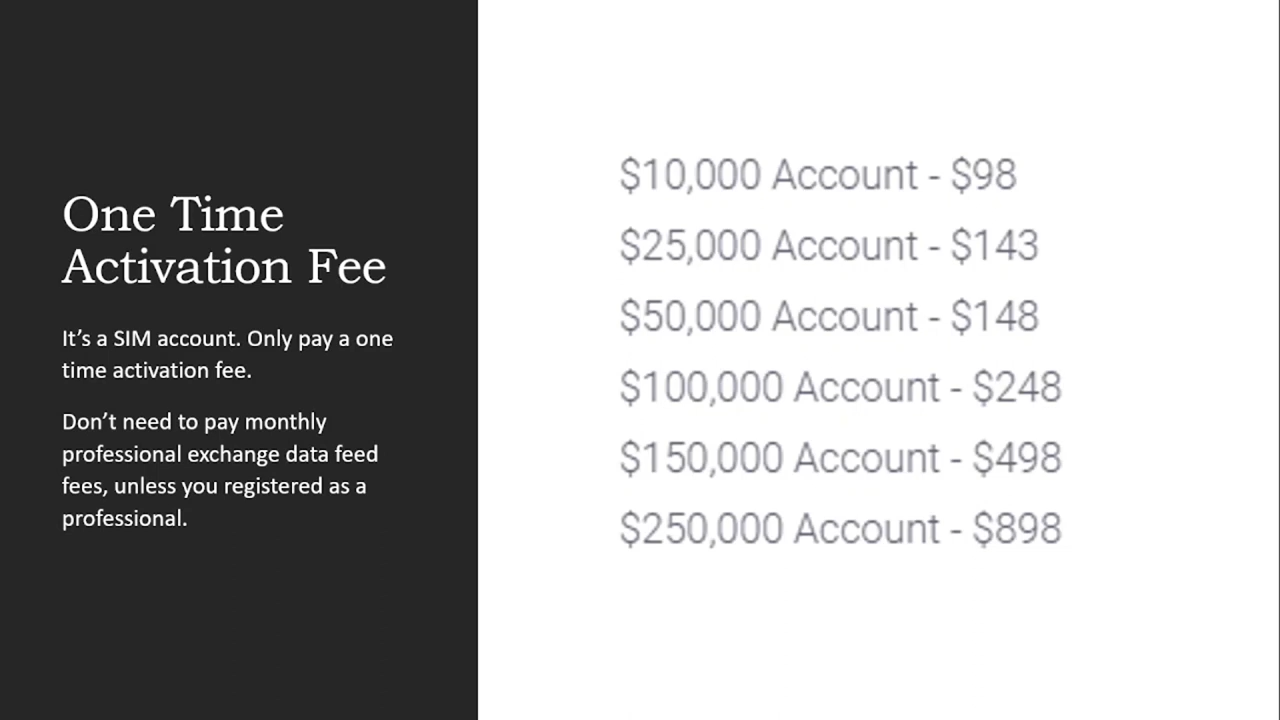 One Time
Activation Fee
It’s a SIM account. Only pay a one
time activation fee.
Don’t need to pay monthly
professional exchange data feed
fees, unless you registered as a
professional.
$10,000 Account - $98
$25,000 Account - $143
$50,000 Account - $148
$100,000 Account - $248
$150,000 Account - $498
$250,000 Account - $898